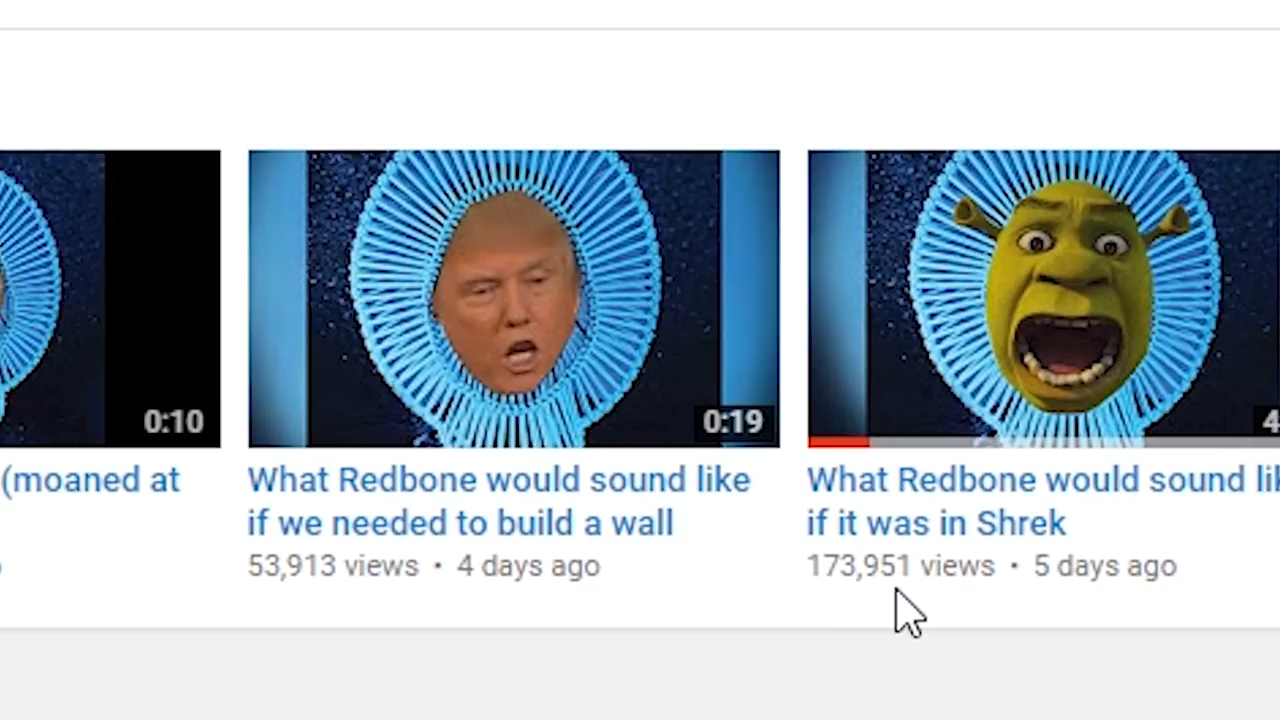 0:10
0:19
4
(moaned at
What Redbone would sound like
if we needed to build a wall
53,913 views • 4 days ago
What Redbone would sound lik
if it was in Shrek
173,951 views • 5 days ago